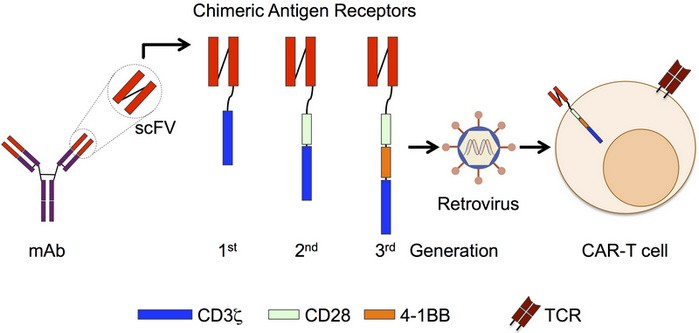 Chimeric Antigen Receptors
scFV
Retrovirus
mAb
1st
2nd
3rd
Generation
CAR-T cell
CD3ζ
CD28
4-1BB
TCR